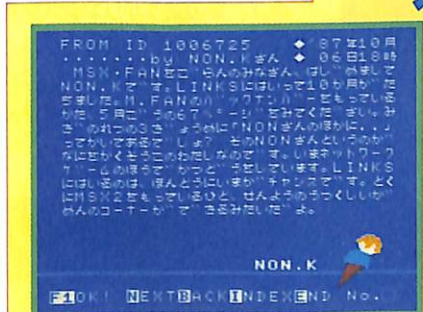 FROM ID 1006725 ◆'87年10月
・・・・・・・by NON.Kさん ◆ 06日18時
MSX・FANをごらんのみなさん、はじめまして
NON.Kです。LINKSにはいって10か月がた
ちました。M.FANのバックナンバーをもっている
かた、5月ごうの67ページをみてください。み
ぎのれつの3ぎょうめに「NONさんのほかに..」
ってかいてあるでしょ? そのNONさんというのが
なにをかくそうこのわたしなのです。いまネットワーク
ゲームのほうでかつどうをしています。LINKS
にはいるのは、ほんとうにいまがチャンスです。とく
にMSX2をもっているひと、せんようのうつくしいが
めんのコーナーがでてきるみたいだよ。
NON.K
F1OK! NEXTBACKINDEXEND No.